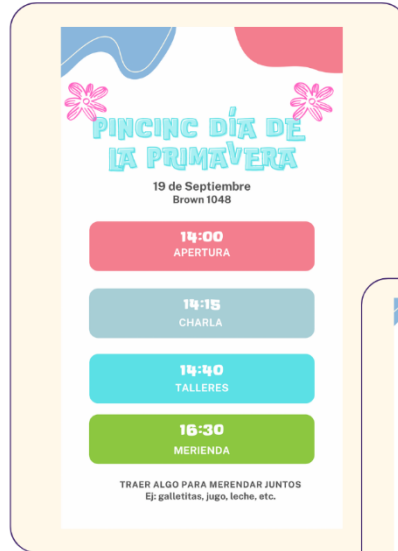 PINCINC DÍA DE
LA PRIMAVERA
19 de Septiembre
Brown 1048
14:00
APERTURA
14:15
CHARLA
14:40
TALLERES
16:30
MERIENDA
TRAER ALGO PARA MERENDAR JUNTOS
Ej: galletitas, jugo, leche, etc.